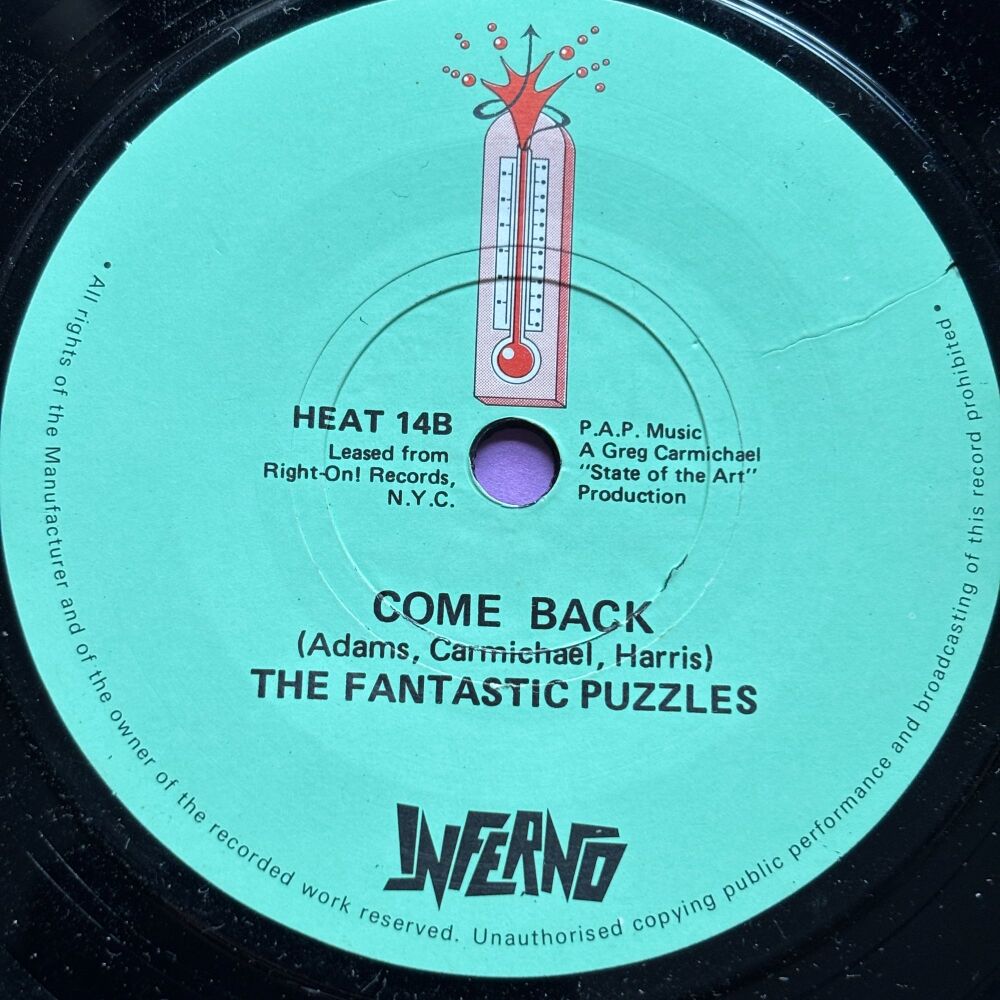 HEAT 14B
Leased from
Right-On! Records,
N.Y.C.
P.A.P. Music
A Greg Carmichael
"State of the Art"
Production
COME BACK
(Adams, Carmichael, Harris)
THE FANTASTIC PUZZLES
INFERNO
• All rights of the Manufacturer and of the owner of the recorded work reserved. Unauthorised copying public performance and broadcasting of this record prohibited •